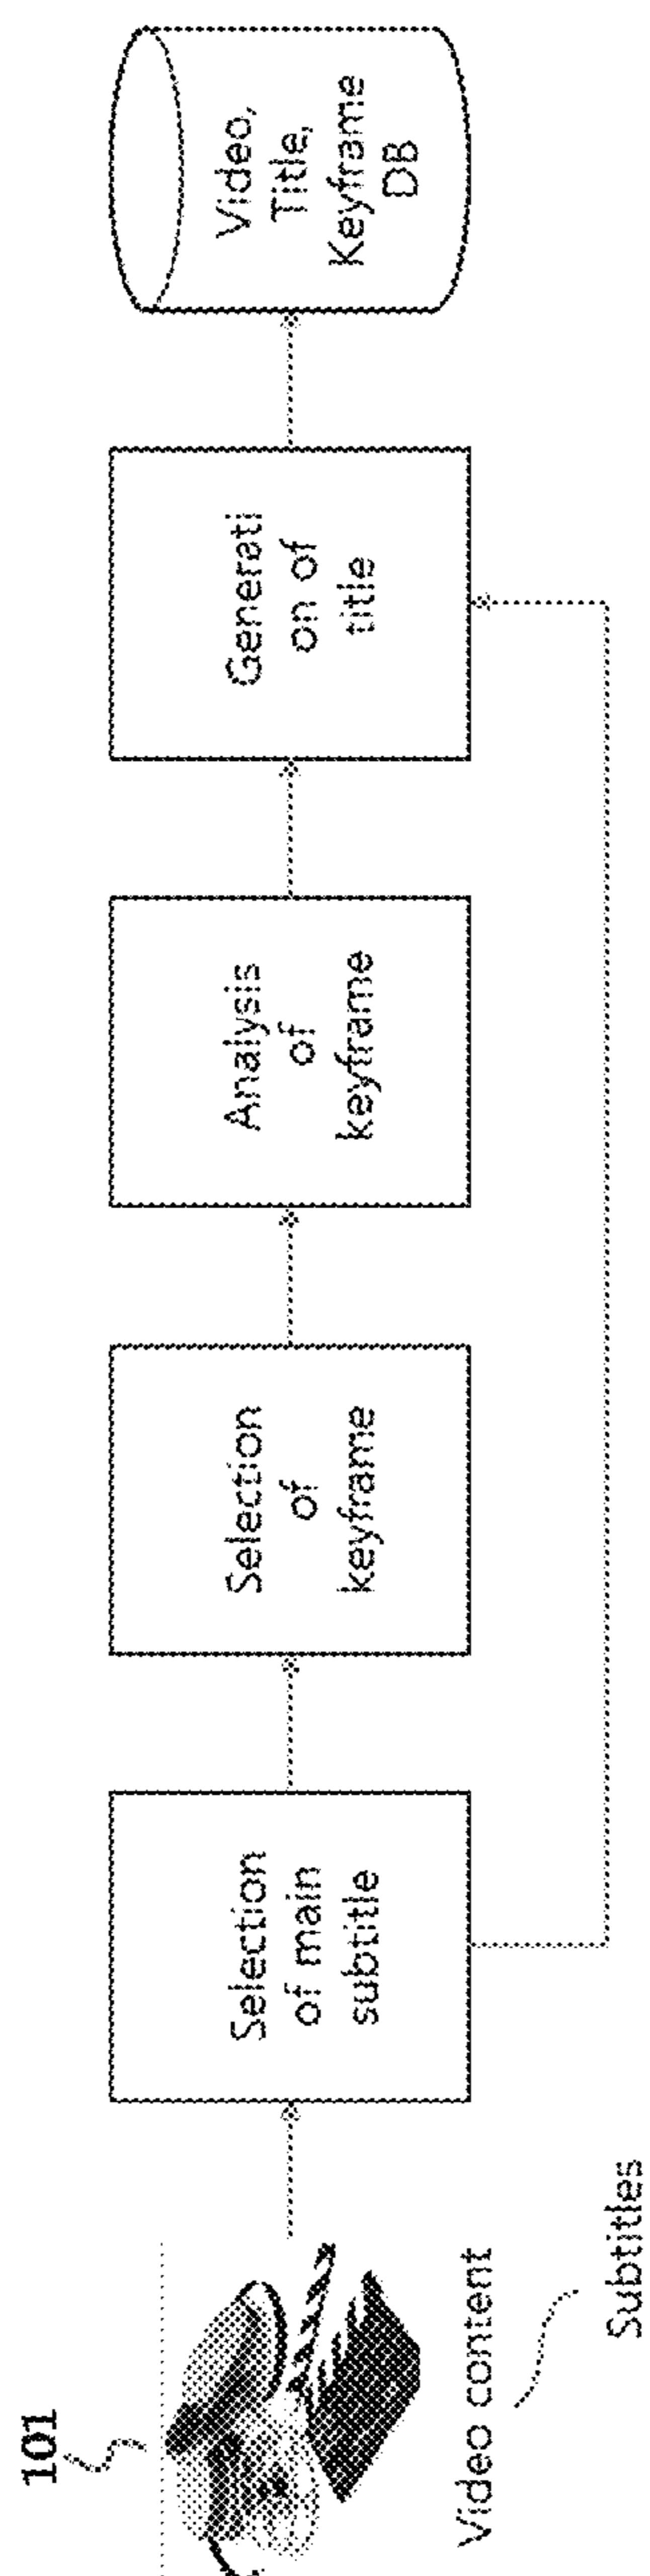 101
Video content
Subtitles
Selection
of main
subtitle
Selection
of
keyframe
Analysis
of
keyframe
Generati
on of
title
Video,
Title,
Keyframe
DB